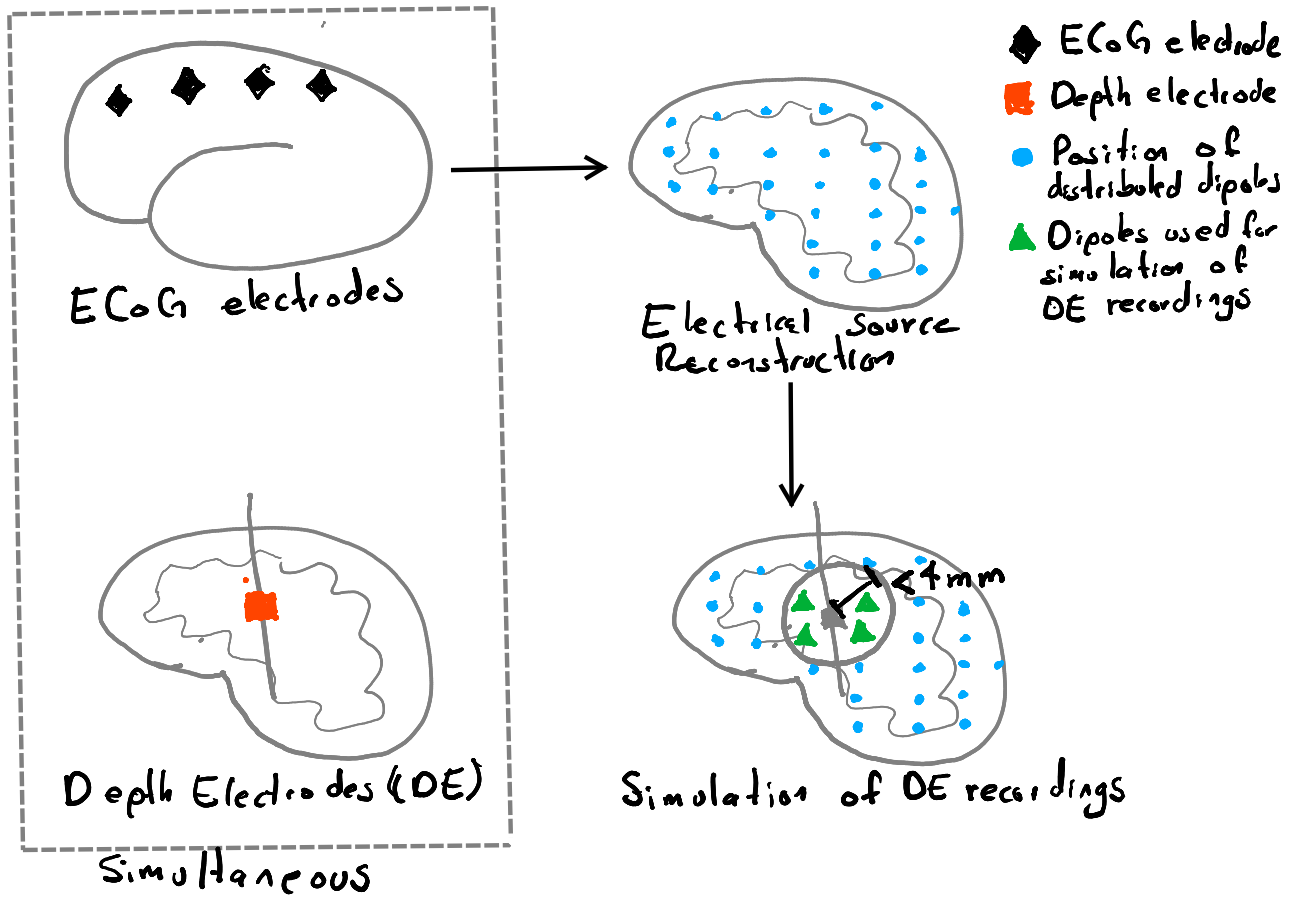 ECoG electrode
Depth electrode
Position of
distributed dipoles
Dipoles used for
simulation of
DE recordings
ECoG electrodes
Electrical Source
Reconstruction
<4mm
Depth Electrodes (DE)
Simulation of DE recordings
Simultaneous